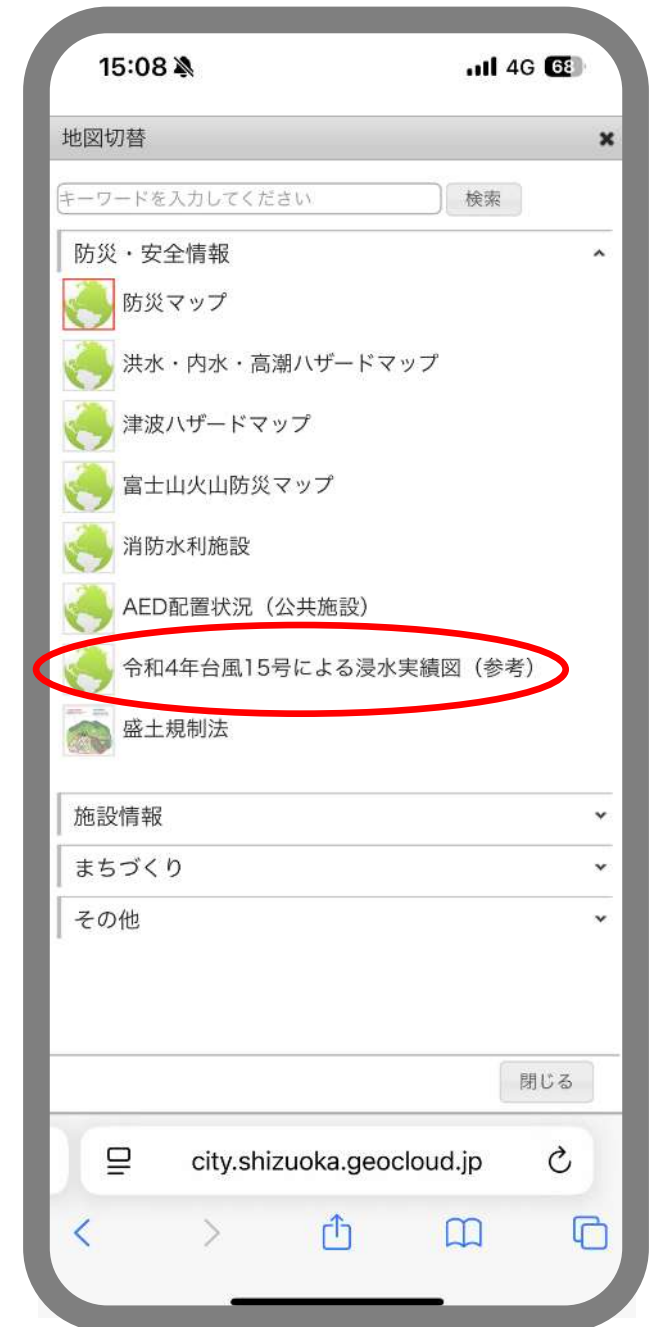 15:08 4G 68
地図切替
キーワードを入力してください 検索
防災・安全情報
防災マップ
洪水・内水・高潮ハザードマップ
津波ハザードマップ
富士山火山防災マップ
消防水利施設
AED配置状況（公共施設）
令和4年台風15号による浸水実績図（参考）
盛土規制法
施設情報
まちづくり
その他
閉じる
city.shizuoka.geocloud.jp